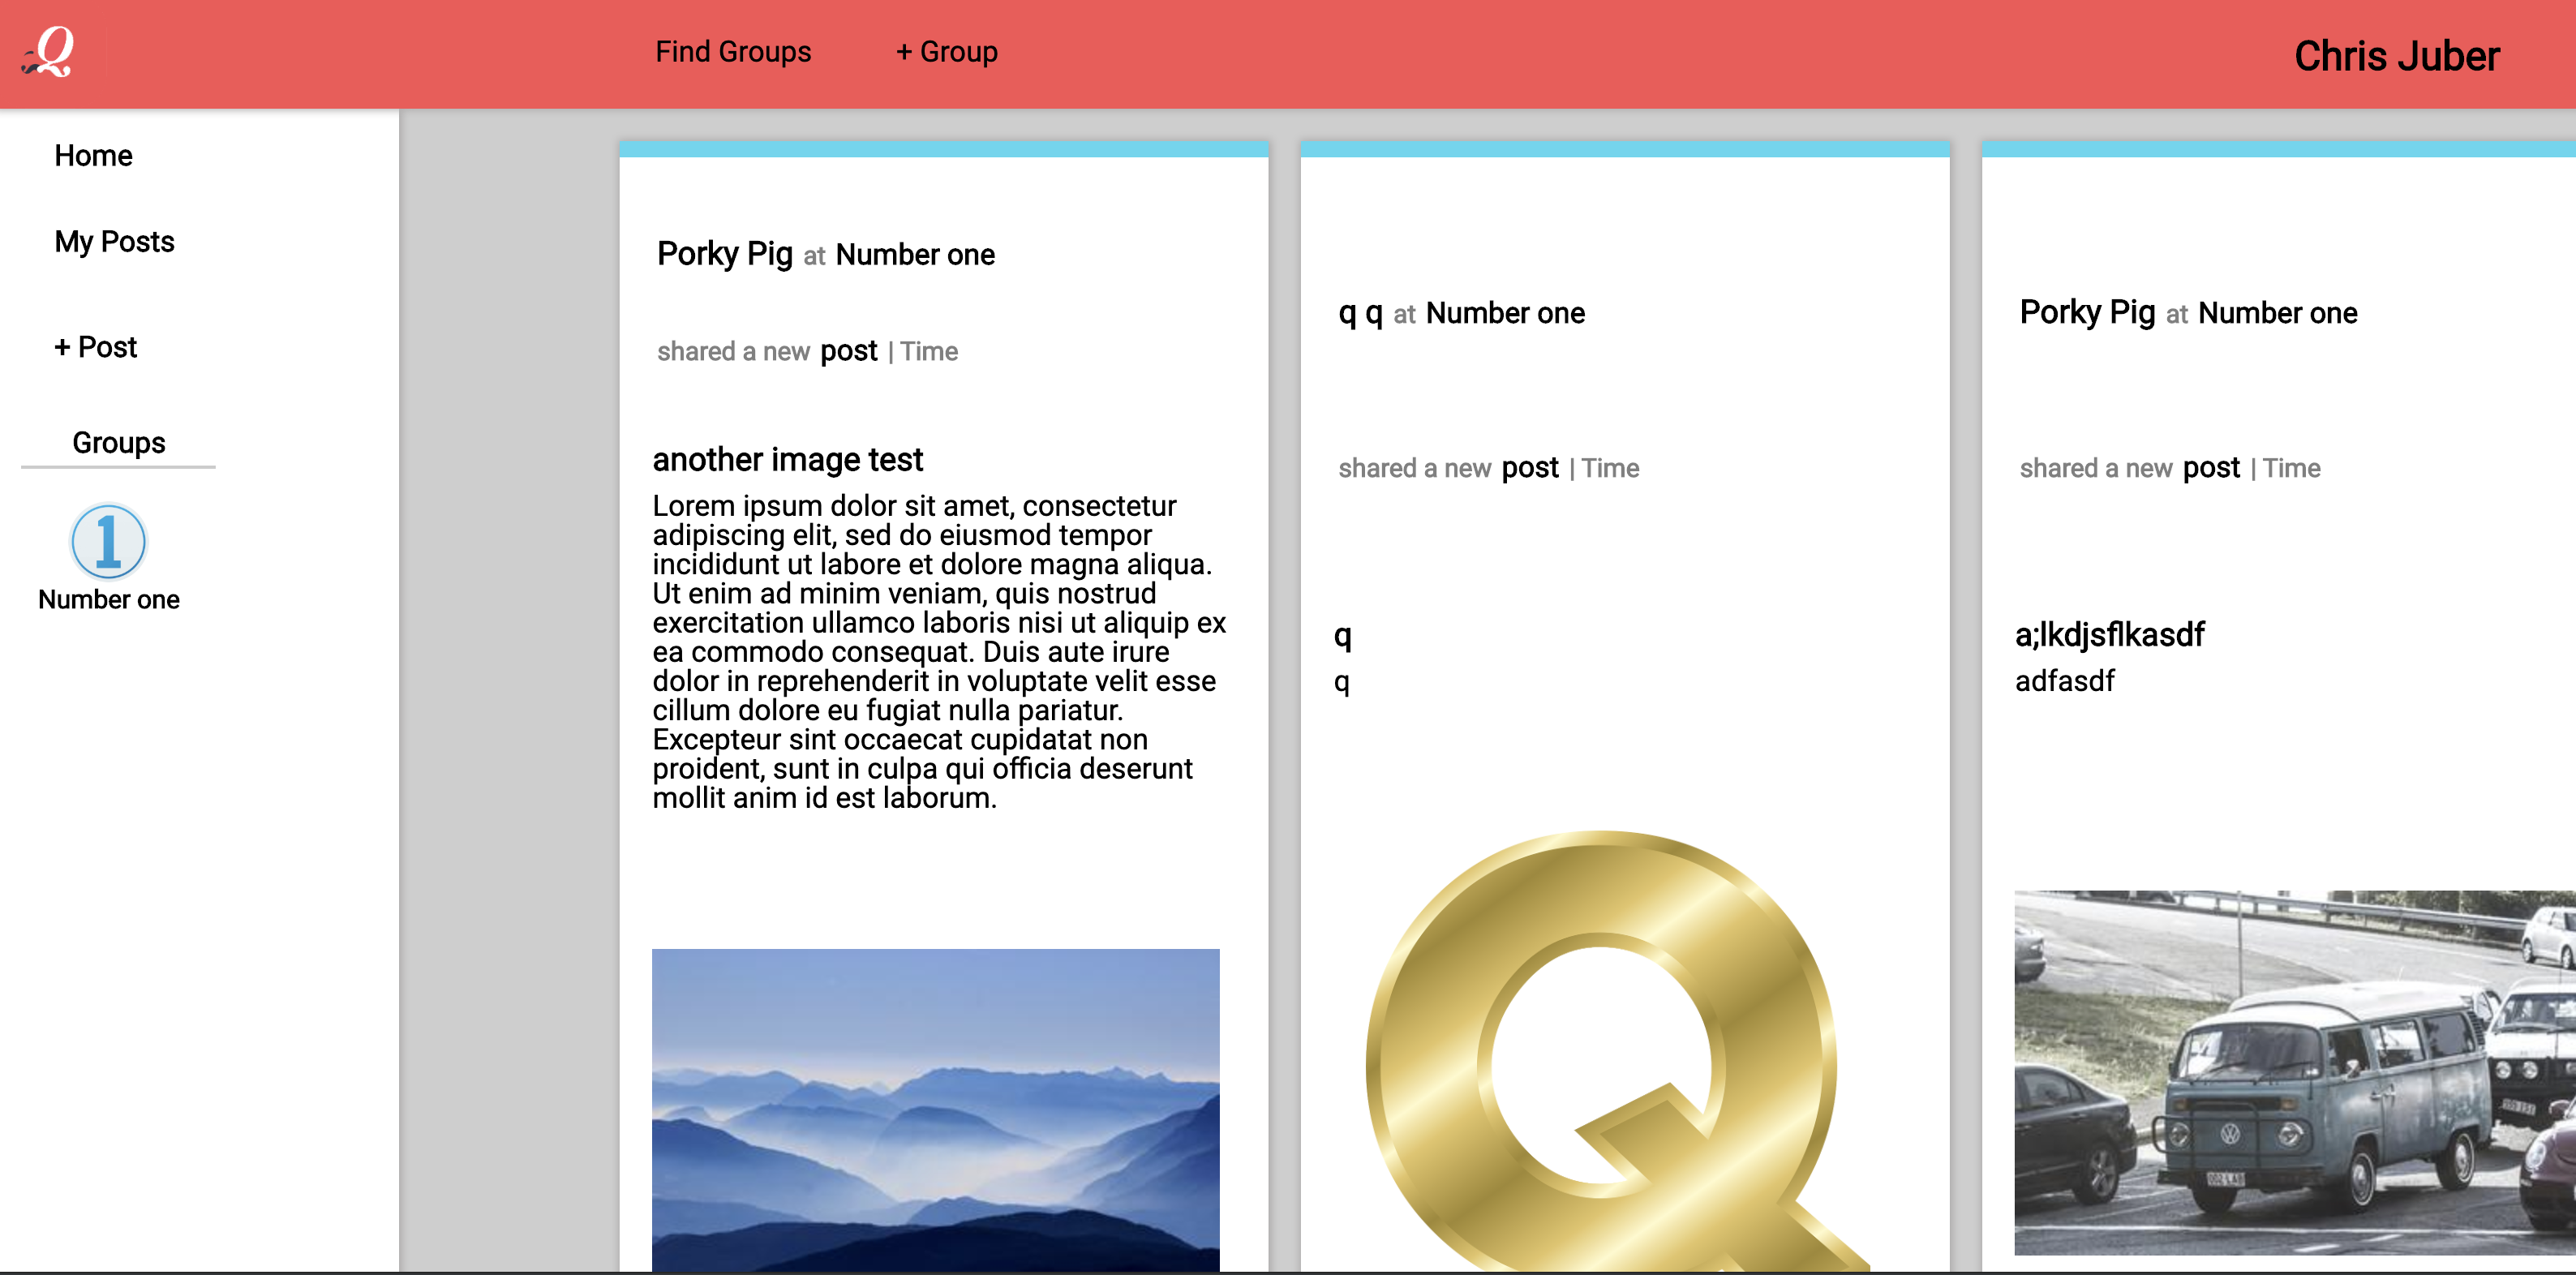 Q
Find Groups
+ Group
Chris Juber
Home
My Posts
+ Post
Groups
1
Number one
Porky Pig at Number one
shared a new post | Time
another image test
Lorem ipsum dolor sit amet, consectetur
adipiscing elit, sed do eiusmod tempor
incididunt ut labore et dolore magna aliqua.
Ut enim ad minim veniam, quis nostrud
exercitation ullamco laboris nisi ut aliquip ex
ea commodo consequat. Duis aute irure
dolor in reprehenderit in voluptate velit esse
cillum dolore eu fugiat nulla pariatur.
Excepteur sint occaecat cupidatat non
proident, sunt in culpa qui officia deserunt
mollit anim id est laborum.
q q at Number one
shared a new post | Time
q
q
Q
Porky Pig at Number one
shared a new post | Time
a;lkdjsflkasdf
adfasdf